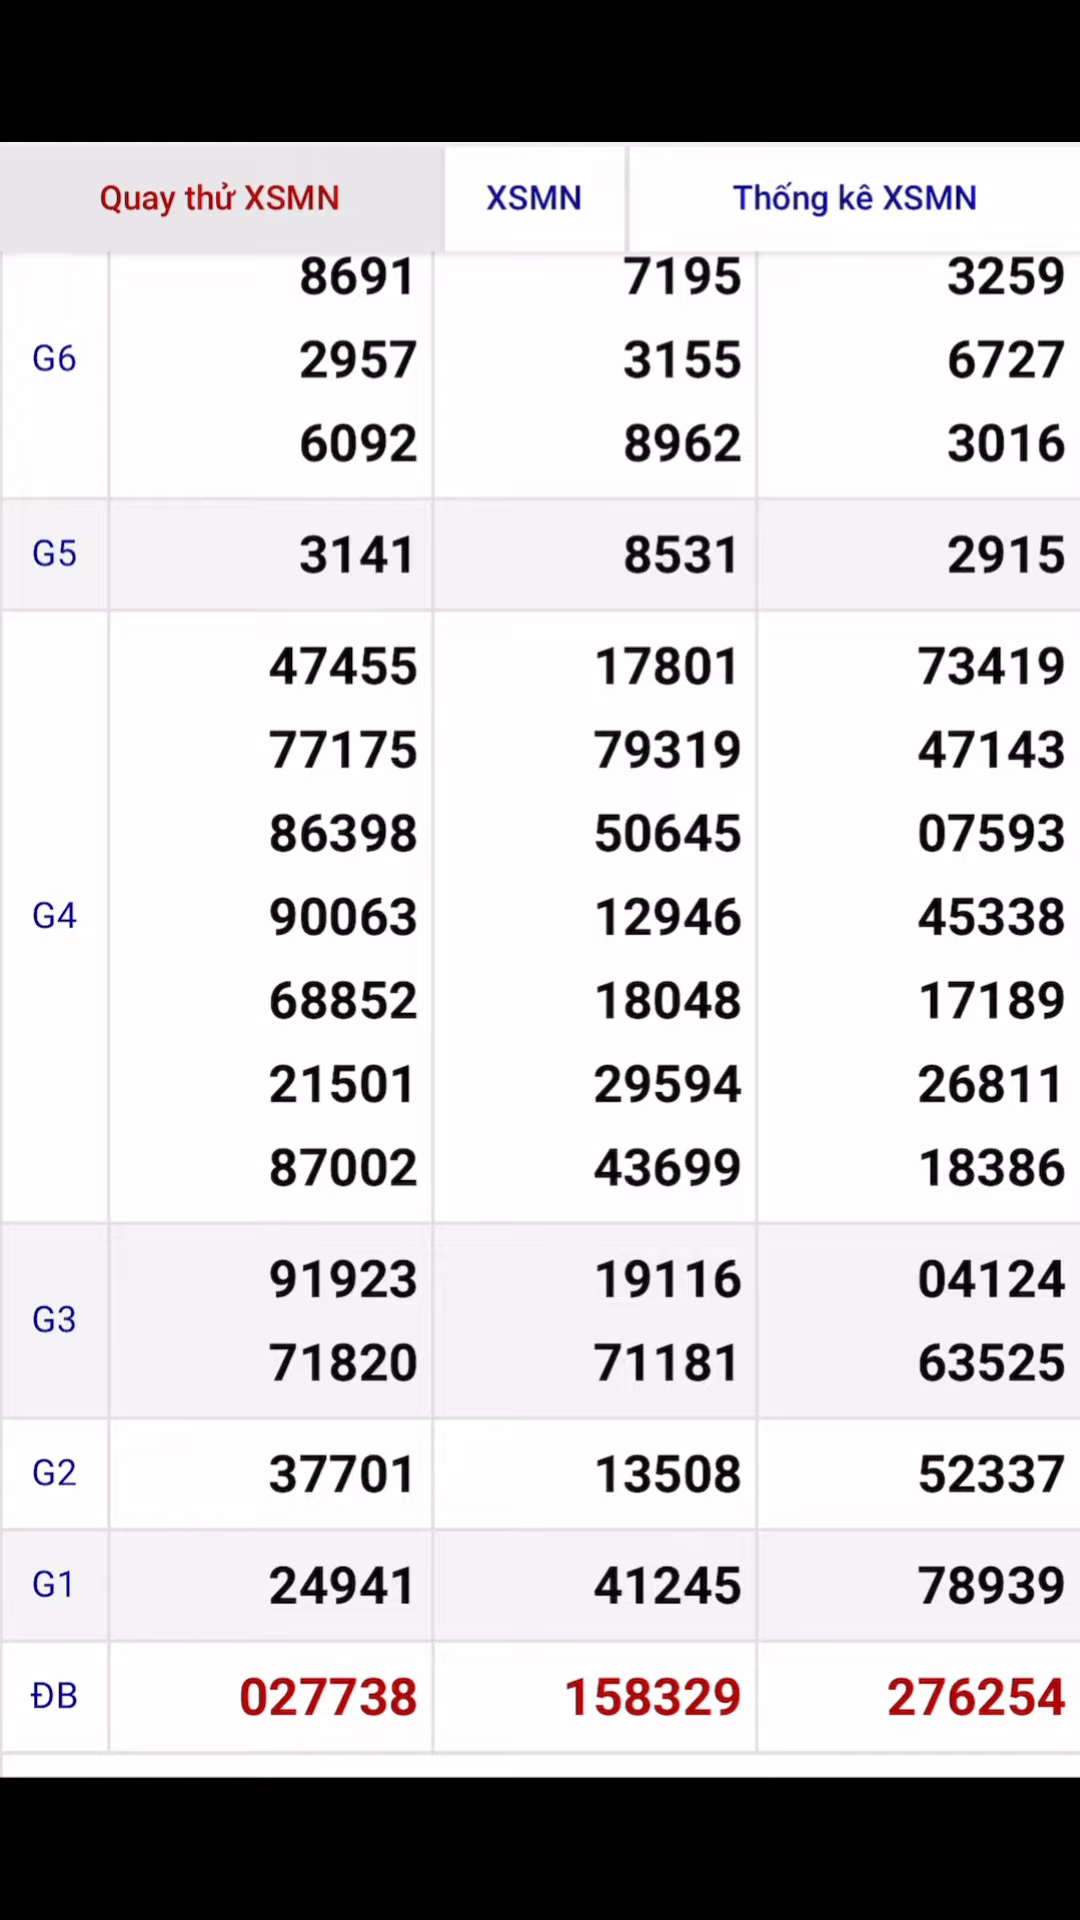 Quay thử XSMN XSMN Thống kê XSMN
8691 7195 3259
G6 2957 3155 6727
6092 8962 3016
G5 3141 8531 2915
47455 17801 73419
77175 79319 47143
86398 50645 07593
G4 90063 12946 45338
68852 18048 17189
21501 29594 26811
87002 43699 18386
91923 19116 04124
G3
71820 71181 63525
G2 37701 13508 52337
G1 24941 41245 78939
ĐB 027738 158329 276254